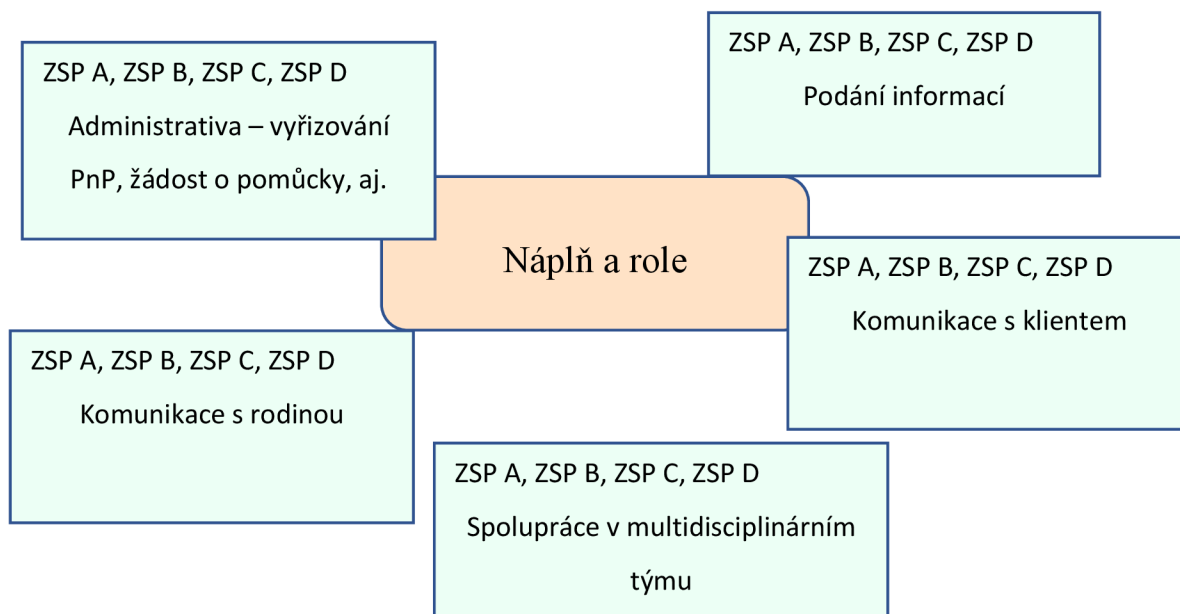 ZSP A, ZSP B, ZSP C, ZSP D
Administrativa – vyřizování
PnP, žádost o pomůcky, aj.
ZSP A, ZSP B, ZSP C, ZSP D
Podání informací
Náplň a role
ZSP A, ZSP B, ZSP C, ZSP D
Komunikace s klientem
ZSP A, ZSP B, ZSP C, ZSP D
Komunikace s rodinou
ZSP A, ZSP B, ZSP C, ZSP D
Spolupráce v multidisciplinárním
týmu